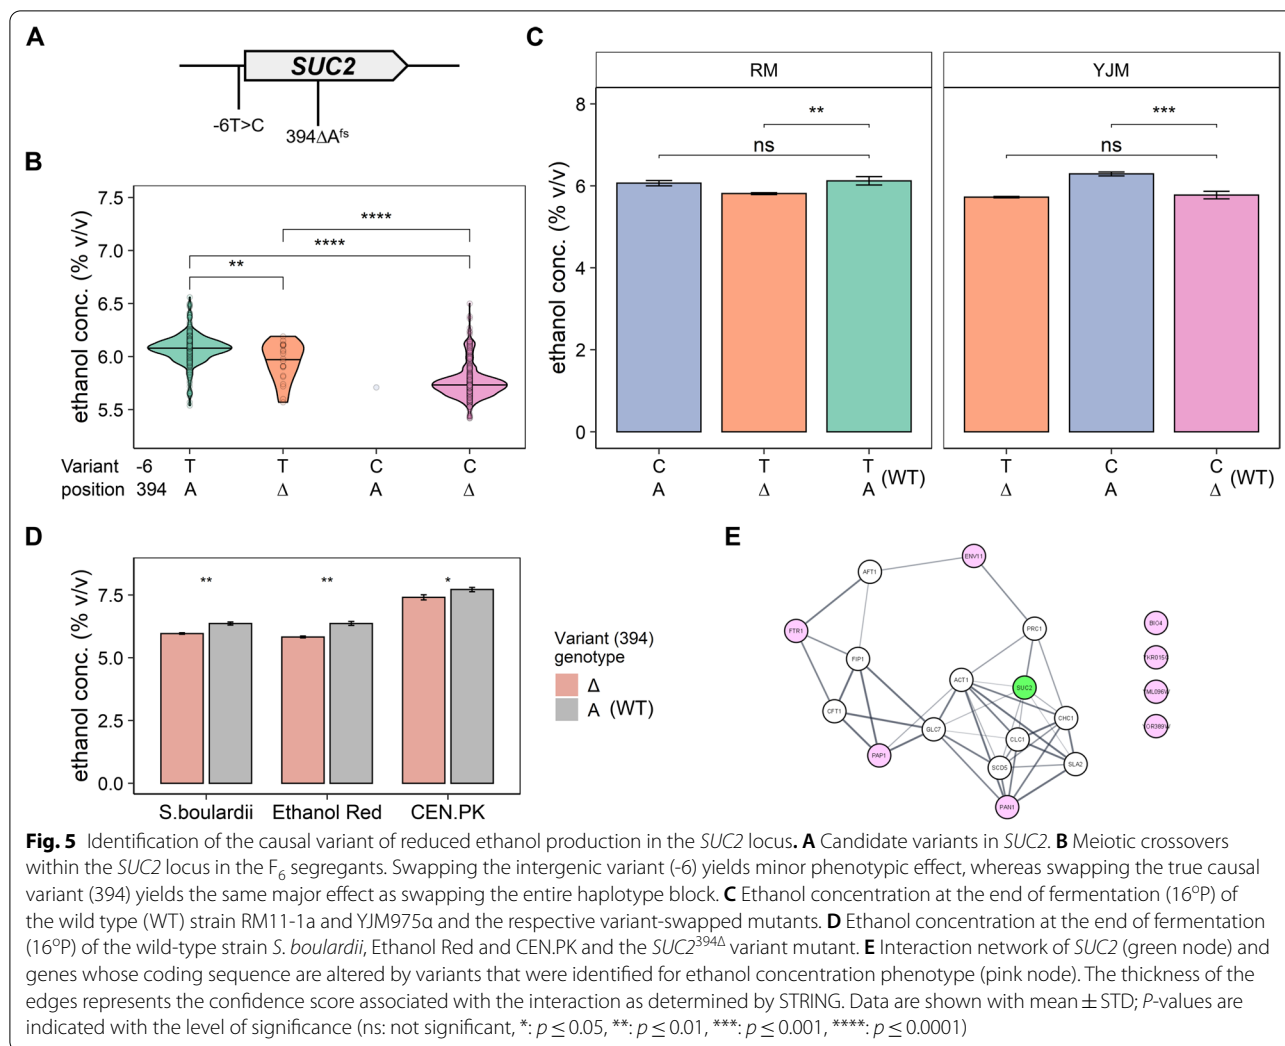 A
SUC2
-6T>C
394ΔA^fs
B
ethanol conc. (% v/v)
7.5
7.0
6.5
6.0
5.5
****
****
**
Variant -6 T T C C
position 394 A Δ A Δ
C
ethanol conc. (% v/v)
8
6
4
2
0
RM
**
ns
C T T (WT)
A Δ A
YJM
***
ns
T C C (WT)
Δ A Δ
D
ethanol conc. (% v/v)
7.5
5.0
2.5
0.0
** ** *
S.boulardii Ethanol Red CEN.PK
Variant (394)
genotype
Δ
A (WT)
E
ENV11
AFT1
FTR1
PRC1
FIP1
ACT1
SUC2
CFT1
GLC7
CHC1
CLC1
PAP1
SCD5
SLA2
PAN1
BIO4
YML096W
Fig. 5 Identification of the causal variant of reduced ethanol production in the SUC2 locus. A Candidate variants in SUC2. B Meiotic crossovers
within the SUC2 locus in the F6 segregants. Swapping the intergenic variant (-6) yields minor phenotypic effect, whereas swapping the true causal
variant (394) yields the same major effect as swapping the entire haplotype block. C Ethanol concentration at the end of fermentation (16°P) of
the wild type (WT) strain RM11-1a and YJM975α and the respective variant-swapped mutants. D Ethanol concentration at the end of fermentation
(16°P) of the wild-type strain S. boulardii, Ethanol Red and CEN.PK and the SUC2^394Δ variant mutant. E Interaction network of SUC2 (green node) and
genes whose coding sequence are altered by variants that were identified for ethanol concentration phenotype (pink node). The thickness of the
edges represents the confidence score associated with the interaction as determined by STRING. Data are shown with mean ± STD; P-values are
indicated with the level of significance (ns: not significant, *: p ≤ 0.05, **: p ≤ 0.01, ***: p ≤ 0.001, ****: p ≤ 0.0001)